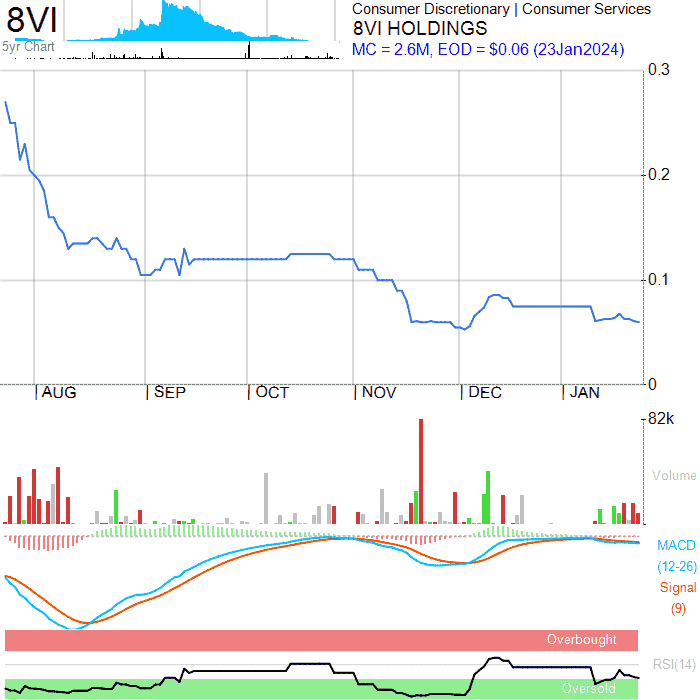 8VI
5yr Chart
Consumer Discretionary | Consumer Services
8VI HOLDINGS
MC = 2.6M, EOD = $0.06 (23Jan2024)
0.3
0.2
0.1
0
AUG
SEP
OCT
NOV
DEC
JAN
82k
Volume
MACD
(12-26)
Signal
(9)
Overbought
RSI(14)
Oversold